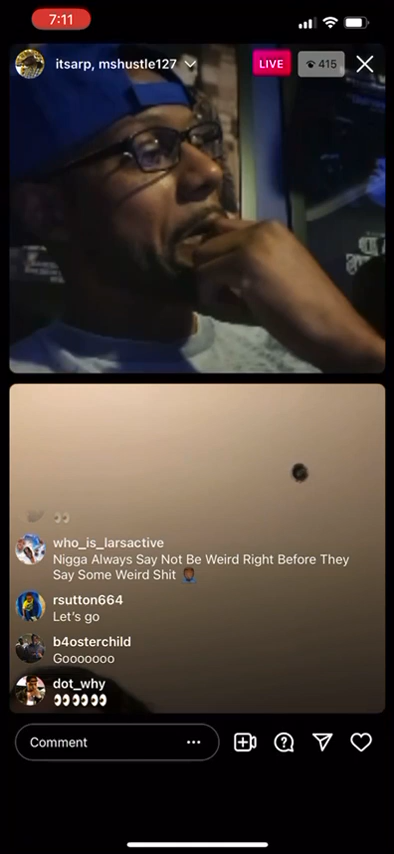 7:11
itsarp, mshustle127
LIVE
415
who_is_larsactive
Nigga Always Say Not Be Weird Right Before They
Say Some Weird Shit
rsutton664
Let's go
b4osterchild
Gooooooo
dot_why
Comment